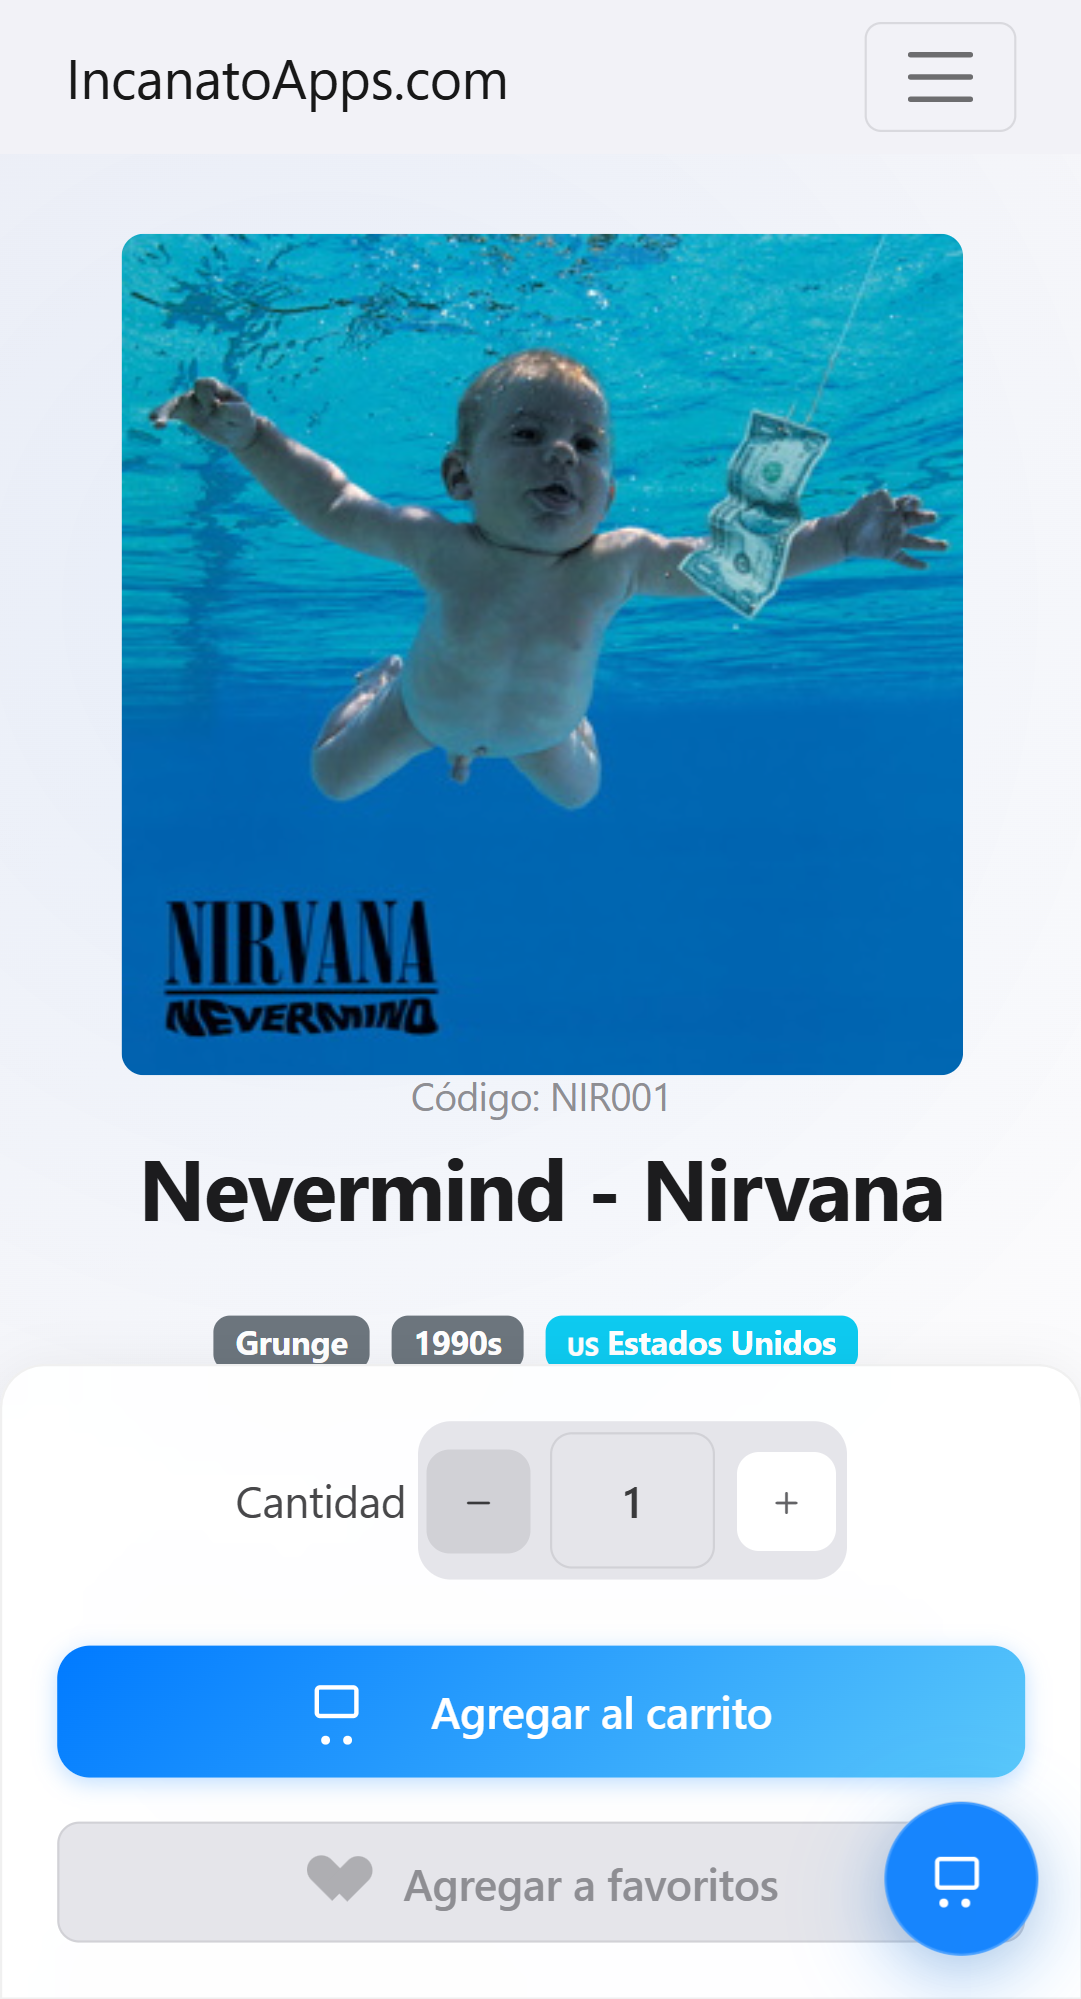 IncanatoApps.com
NIRVANA
NEVERMIND
Código: NIR001
Nevermind - Nirvana
Grunge 1990s US Estados Unidos
Cantidad − 1 +
Agregar al carrito
Agregar a favoritos